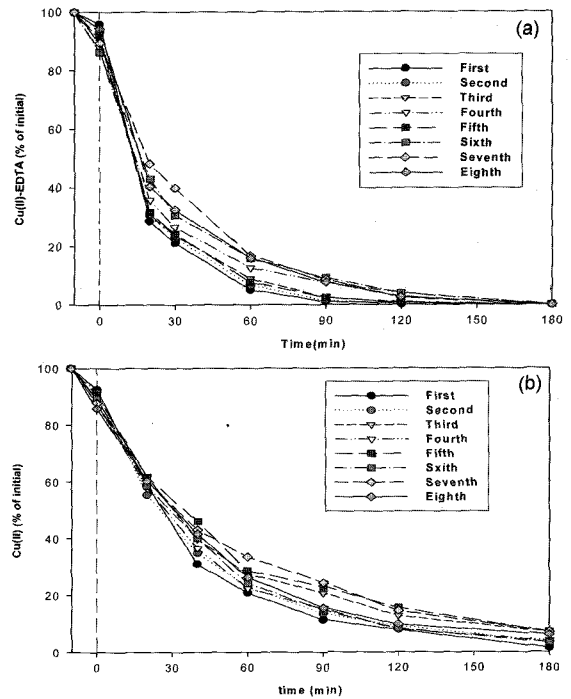 (a)
100
80
60
40
20
0
Cu(II)-EDTA (% of initial)
First
Second
Third
Fourth
Fifth
Sixth
Seventh
Eighth
0 30 60 90 120 150 180
Time(min)
(b)
100
80
60
40
20
0
Cu(II) (% of initial)
First
Second
Third
Fourth
Fifth
Sxith
Seventh
Eighth
0 30 60 90 120 150 180
time (min)